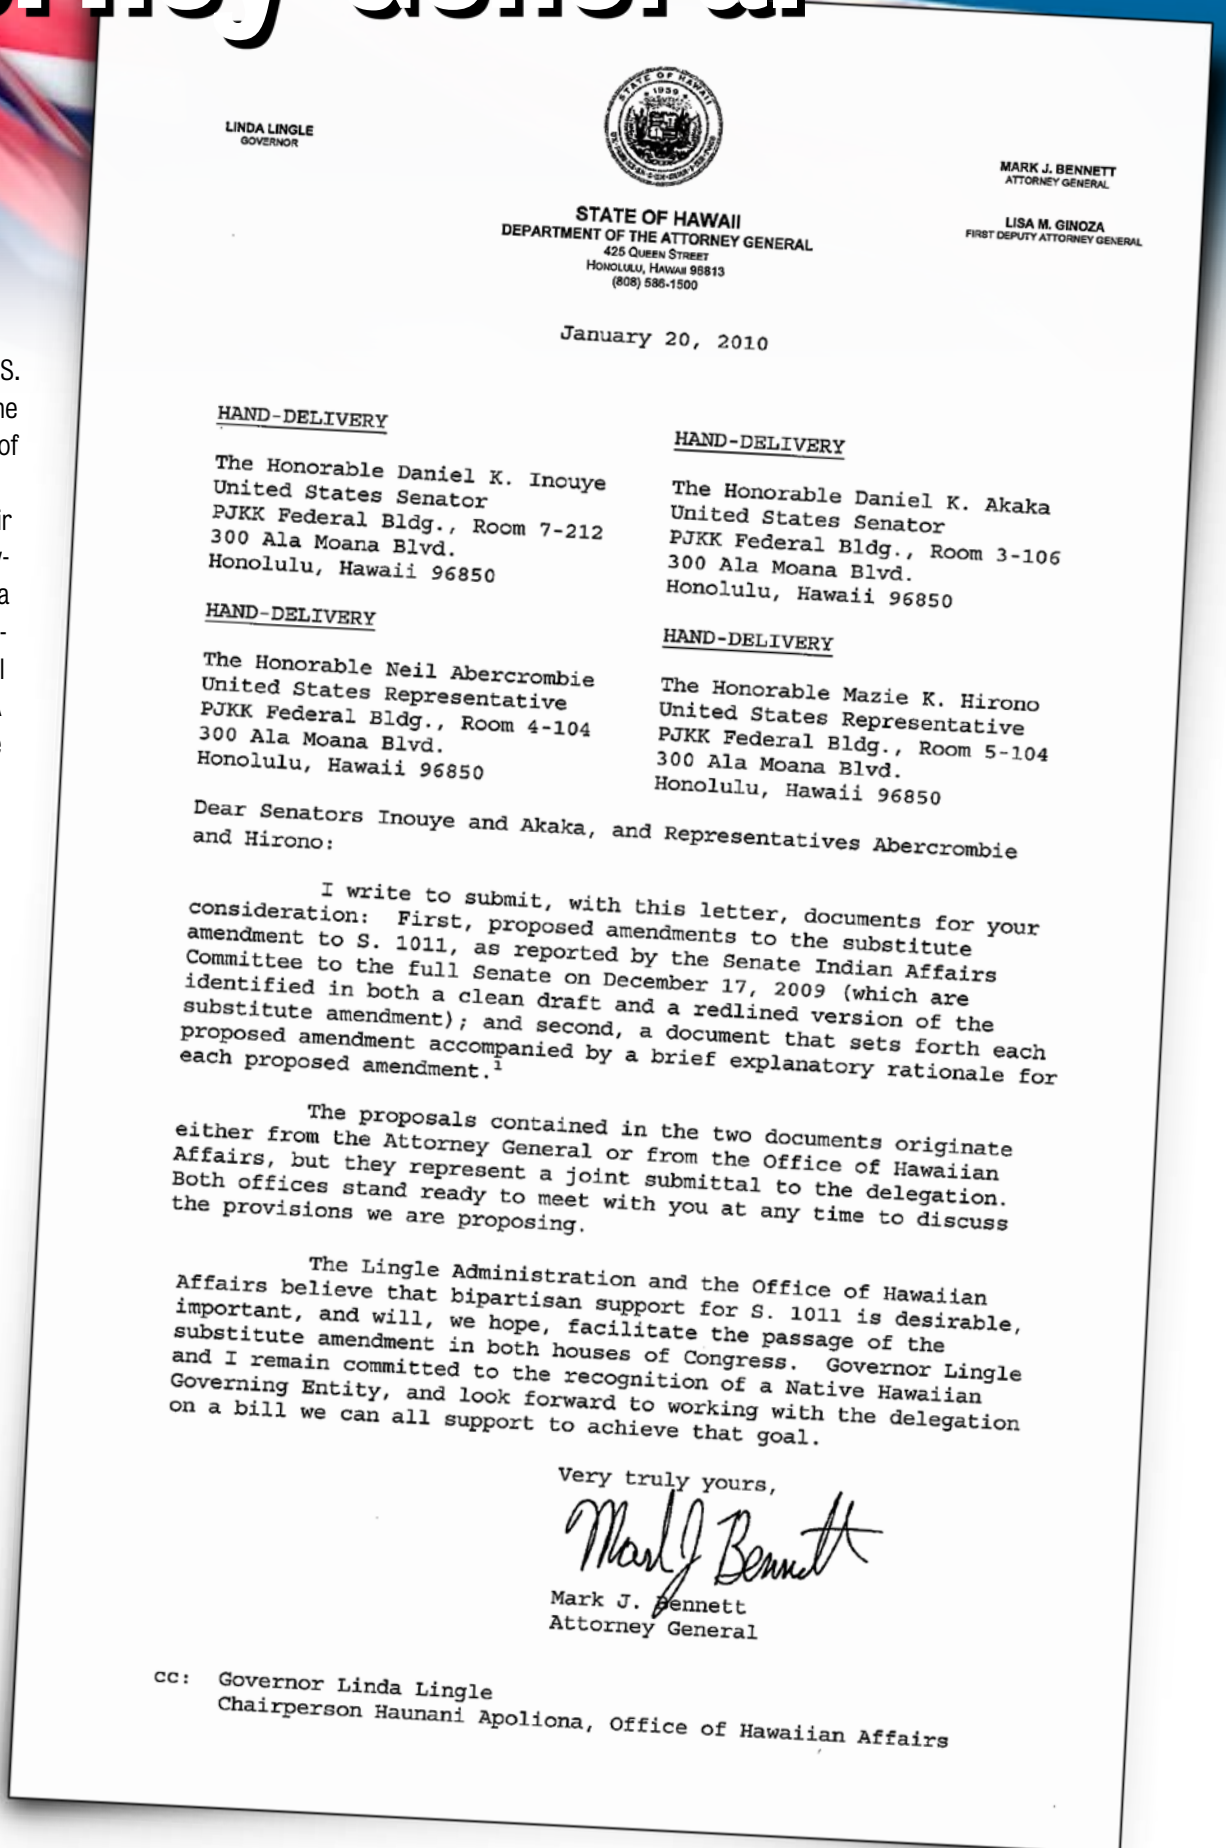 orney General
S.
of
a
LINDA LINGLE
GOVERNOR
STATE OF HAWAII
1959
MARK J. BENNETT
ATTORNEY GENERAL
LISA M. GINOZA
FIRST DEPUTY ATTORNEY GENERAL
STATE OF HAWAII
DEPARTMENT OF THE ATTORNEY GENERAL
425 QUEEN STREET
HONOLULU, HAWAII 96813
(808) 586-1500
January 20, 2010
HAND-DELIVERY
The Honorable Daniel K. Inouye
United States Senator
PJKK Federal Bldg., Room 7-212
300 Ala Moana Blvd.
Honolulu, Hawaii 96850
HAND-DELIVERY
The Honorable Daniel K. Akaka
United States Senator
PJKK Federal Bldg., Room 3-106
300 Ala Moana Blvd.
Honolulu, Hawaii 96850
HAND-DELIVERY
The Honorable Neil Abercrombie
United States Representative
PJKK Federal Bldg., Room 4-104
300 Ala Moana Blvd.
Honolulu, Hawaii 96850
HAND-DELIVERY
The Honorable Mazie K. Hirono
United States Representative
PJKK Federal Bldg., Room 5-104
300 Ala Moana Blvd.
Honolulu, Hawaii 96850
Dear Senators Inouye and Akaka, and Representatives Abercrombie
and Hirono:
I write to submit, with this letter, documents for your
consideration: First, proposed amendments to the substitute
amendment to S. 1011, as reported by the Senate Indian Affairs
Committee to the full Senate on December 17, 2009 (which are
identified in both a clean draft and a redlined version of the
substitute amendment); and second, a document that sets forth each
proposed amendment accompanied by a brief explanatory rationale for
each proposed amendment.¹
The proposals contained in the two documents originate
either from the Attorney General or from the Office of Hawaiian
Affairs, but they represent a joint submittal to the delegation.
Both offices stand ready to meet with you at any time to discuss
the provisions we are proposing.
The Lingle Administration and the Office of Hawaiian
Affairs believe that bipartisan support for S. 1011 is desirable,
important, and will, we hope, facilitate the passage of the
substitute amendment in both houses of Congress. Governor Lingle
and I remain committed to the recognition of a Native Hawaiian
Governing Entity, and look forward to working with the delegation
on a bill we can all support to achieve that goal.
Very truly yours,
Mark J Bennett
Mark J. Bennett
Attorney General
cc: Governor Linda Lingle
Chairperson Haunani Apoliona, Office of Hawaiian Affairs